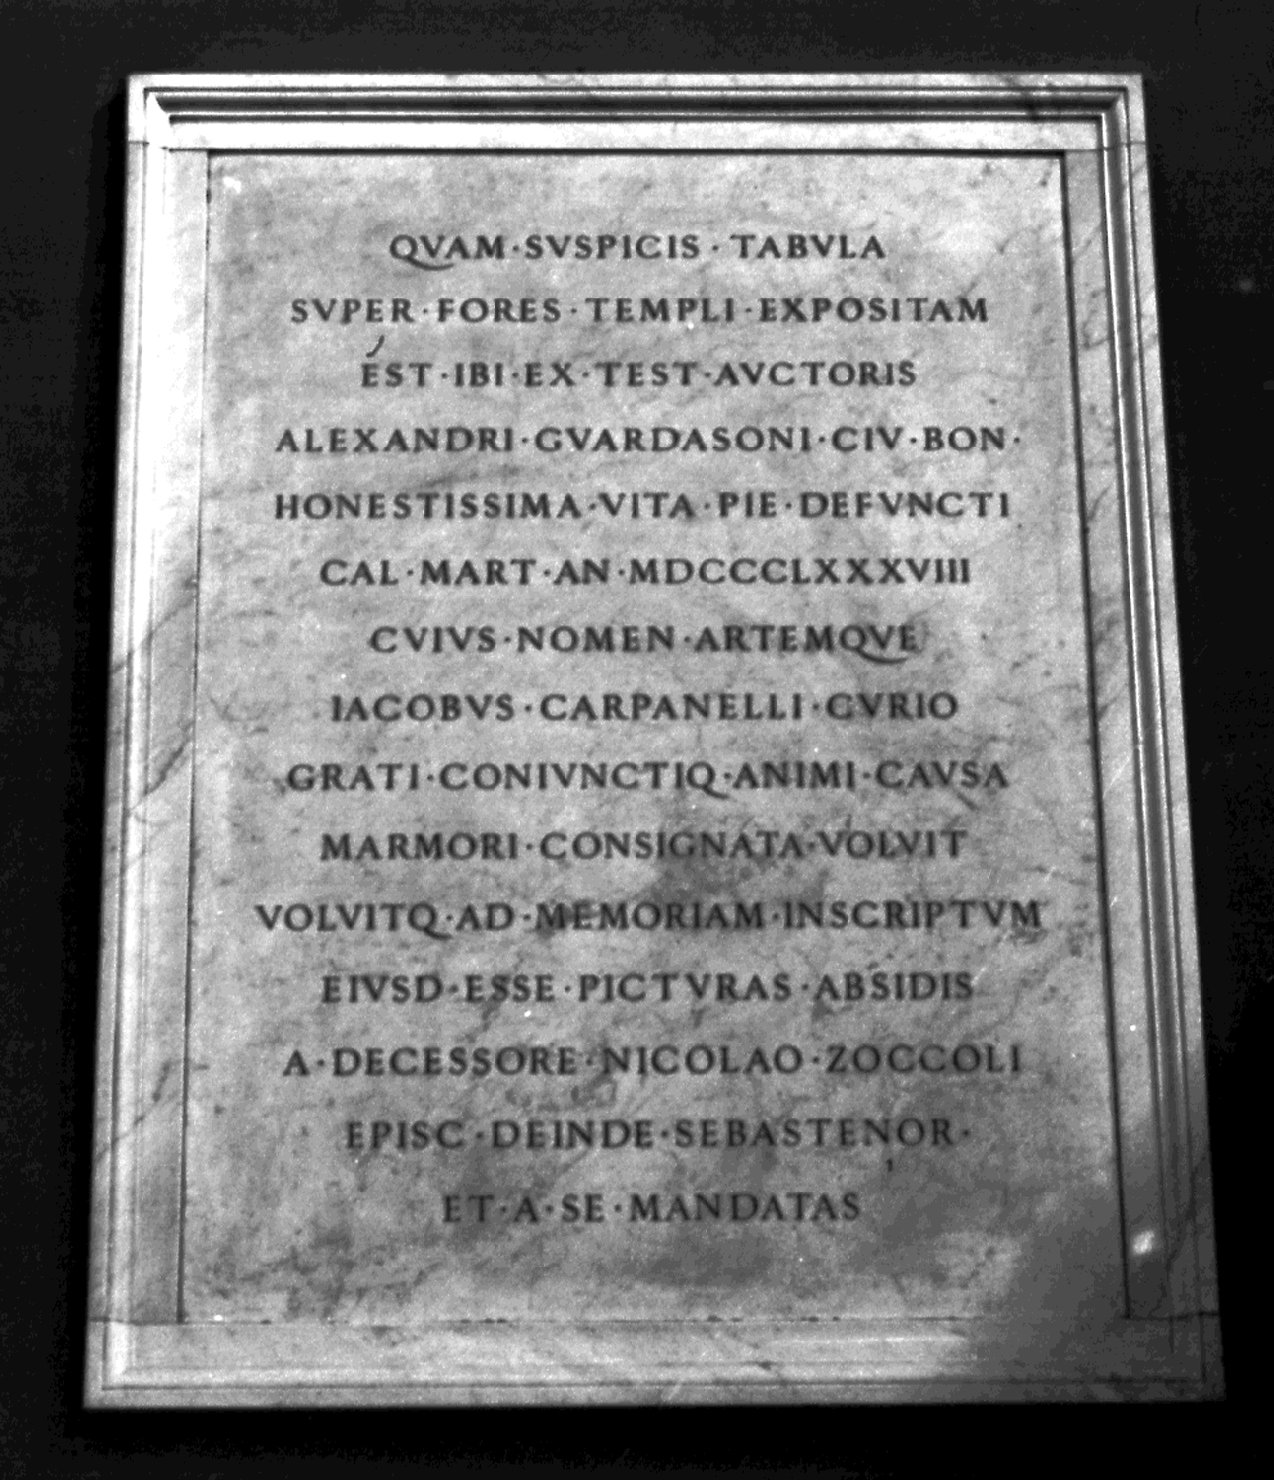 QVAM·SVSPICIS·TABVLA
SVPER·FORES·TEMPLI·EXPOSITAM
EST·IBI·EX·TEST·AVCTORIS
ALEXANDRI·GVARDASONI·CIV·BON·
HONESTISSIMA·VITA·PIE·DEFVNCTI
CAL·MART·AN·MDCCCLXXXVIII
CVIVS·NOMEN·ARTEMQVE
IACOBVS·CARPANELLI·CVRIO
GRATI·CONIVNCTIQ·ANIMI·CAVSA
MARMORI·CONSIGNATA·VOLVIT
VOLVITQ·AD·MEMORIAM·INSCRIPTVM
EIVSD·ESSE·PICTVRAS·ABSIDIS
A·DECESSORE·NICOLAO·ZOCCOLI
EPISC·DEINDE·SEBASTENOR·
ET·A·SE·MANDATAS